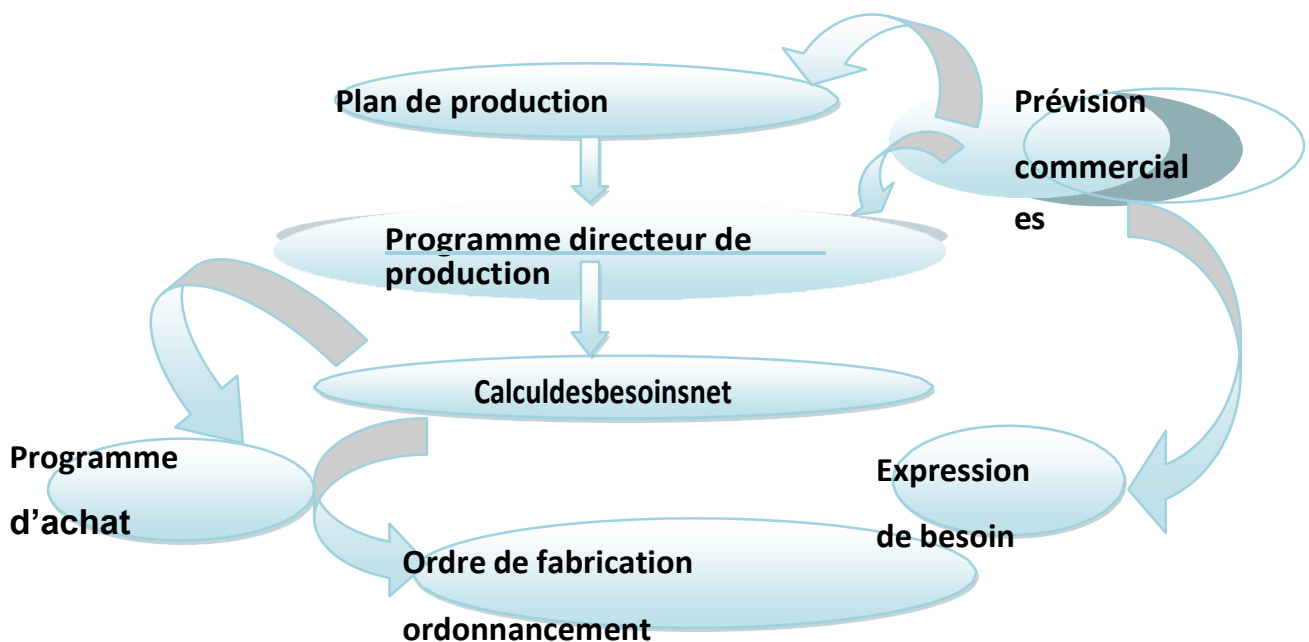 Plan de production
Prévision
commercial
es
Programme directeur de
production
Calculdesbesoinsnet
Programme
d’achat
Expression
de besoin
Ordre de fabrication
ordonnancement